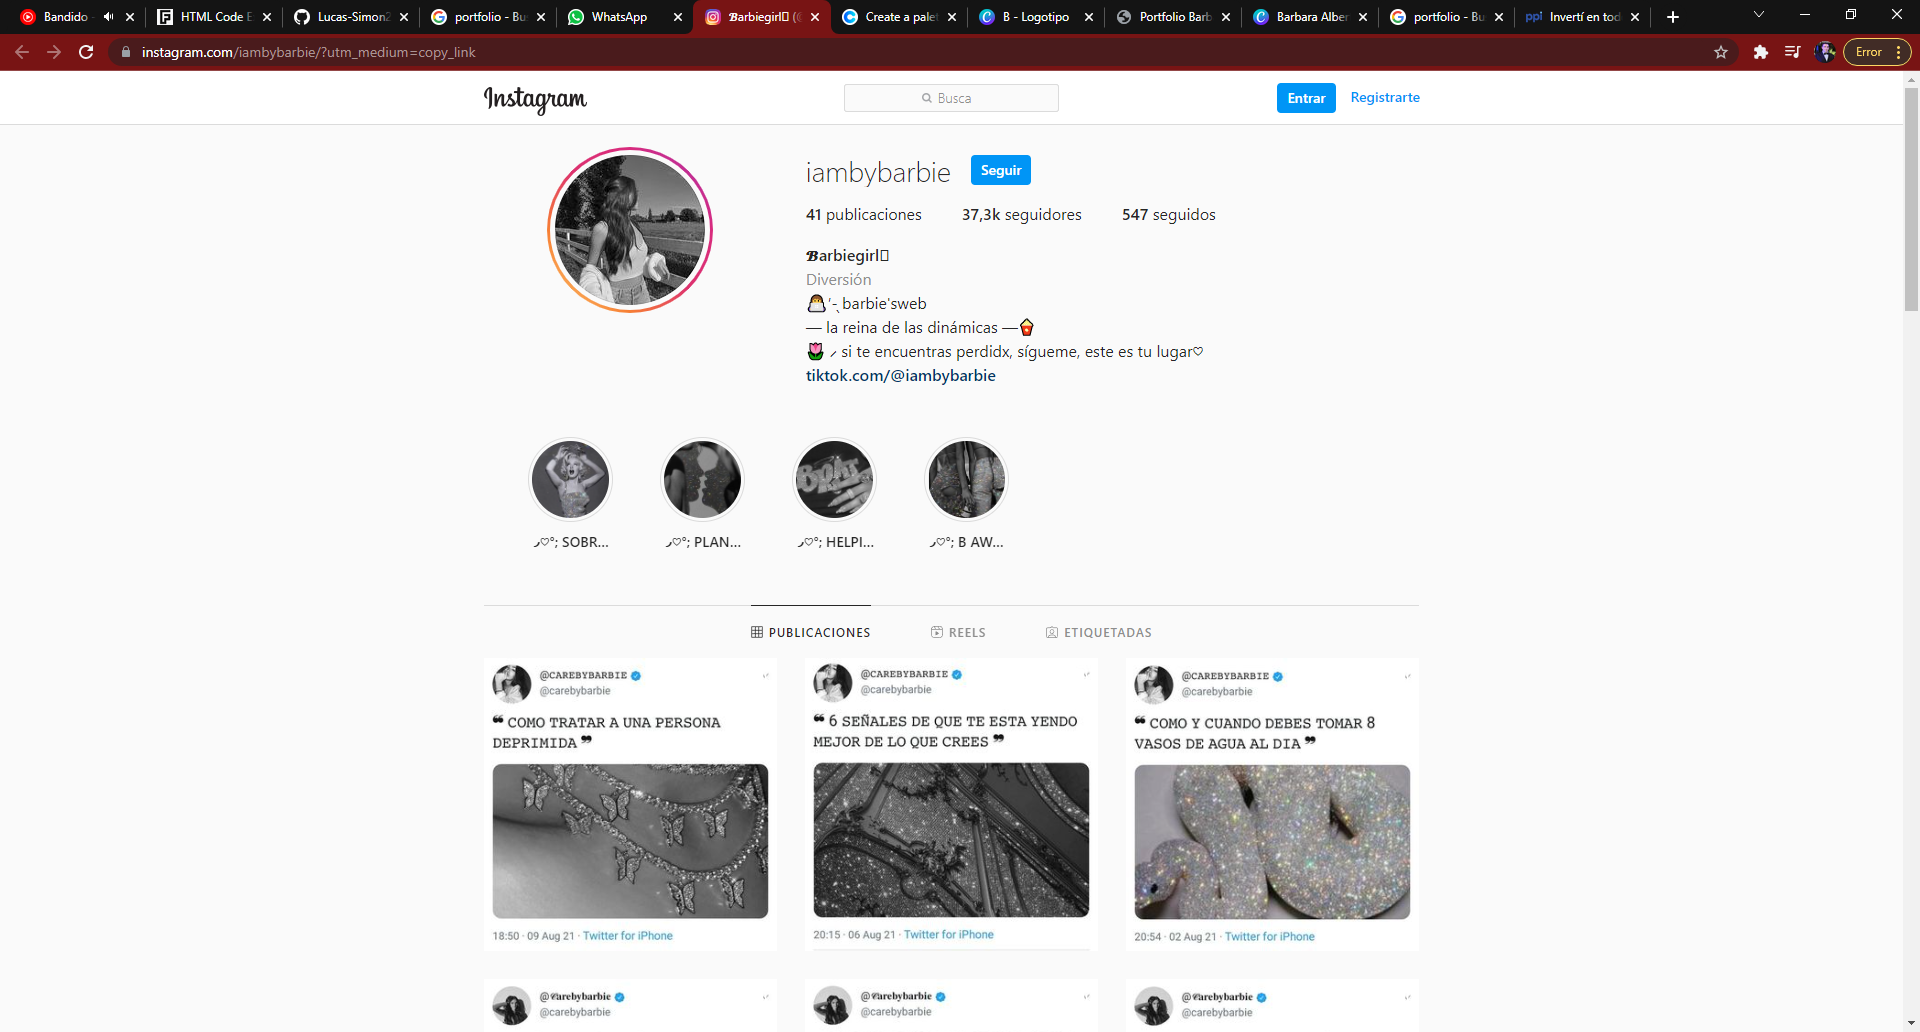 Bandido -
HTML Code E
Lucas-Simon2
portfolio - Bu
WhatsApp
𝓑arbiegirl
Create a palet
B - Logotipo
Portfolio Barb
Barbara Alber
portfolio - Bu
ppi Invertí en tod
instagram.com/iambybarbie/?utm_medium=copy_link
Error
Instagram
Busca
Entrar
Registrarte
iambybarbie
Seguir
41 publicaciones 37,3k seguidores 547 seguidos
𝓑arbiegirl
Diversión
barbie'sweb
— la reina de las dinámicas —🍿
🌷 si te encuentras perdidx, sígueme, este es tu lugar♡
tiktok.com/@iambybarbie
♡°; SOBR...
♡°; PLAN...
BRAT
♡°; HELPI...
♡°; B AW...
PUBLICACIONES
REELS
ETIQUETADAS
@CAREBYBARBIE
@carebybarbie
❝ COMO TRATAR A UNA PERSONA
DEPRIMIDA ❞
18:50 · 09 Aug 21 · Twitter for iPhone
@CAREBYBARBIE
@carebybarbie
❝ 6 SEÑALES DE QUE TE ESTA YENDO
MEJOR DE LO QUE CREES ❞
20:15 · 06 Aug 21 · Twitter for iPhone
@CAREBYBARBIE
@carebybarbie
❝ COMO Y CUANDO DEBES TOMAR 8
VASOS DE AGUA AL DIA ❞
20:54 · 02 Aug 21 · Twitter for iPhone
@𝕮arebybarbie
@carebybarbie
@𝕮arebybarbie
@carebybarbie
@𝕮arebybarbie
@carebybarbie